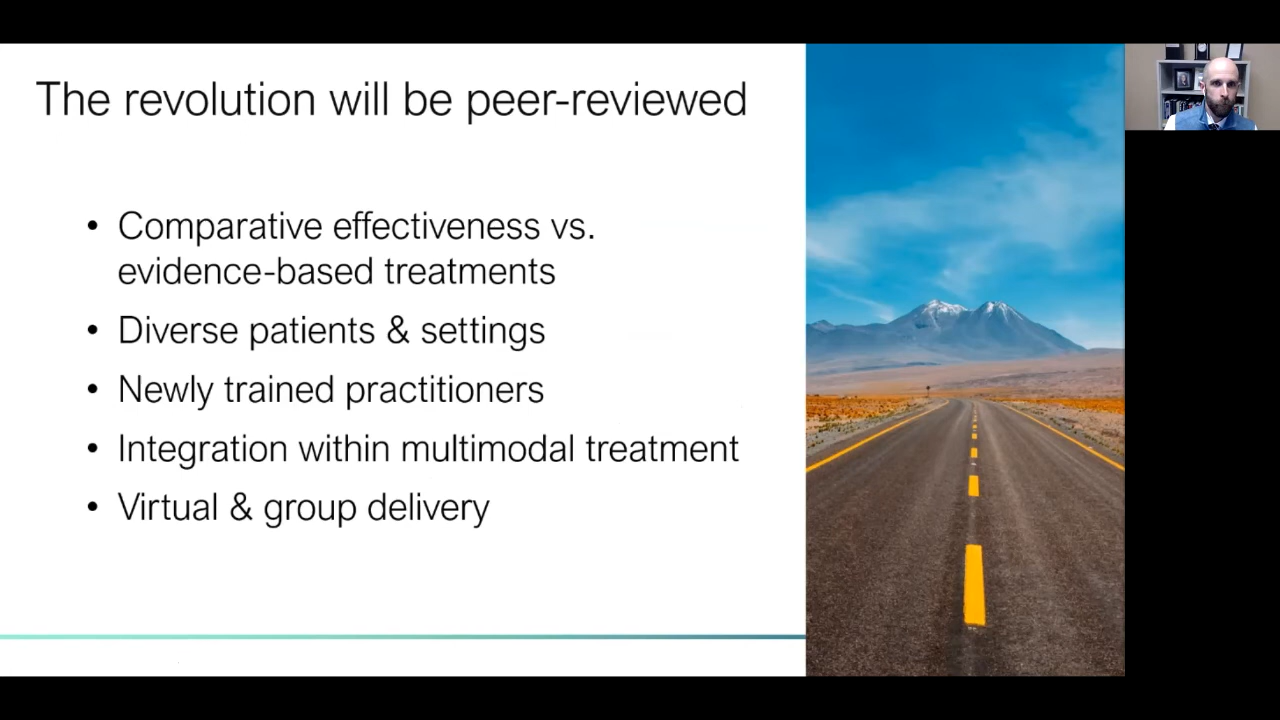 The revolution will be peer-reviewed
• Comparative effectiveness vs.
evidence-based treatments
• Diverse patients & settings
• Newly trained practitioners
• Integration within multimodal treatment
• Virtual & group delivery